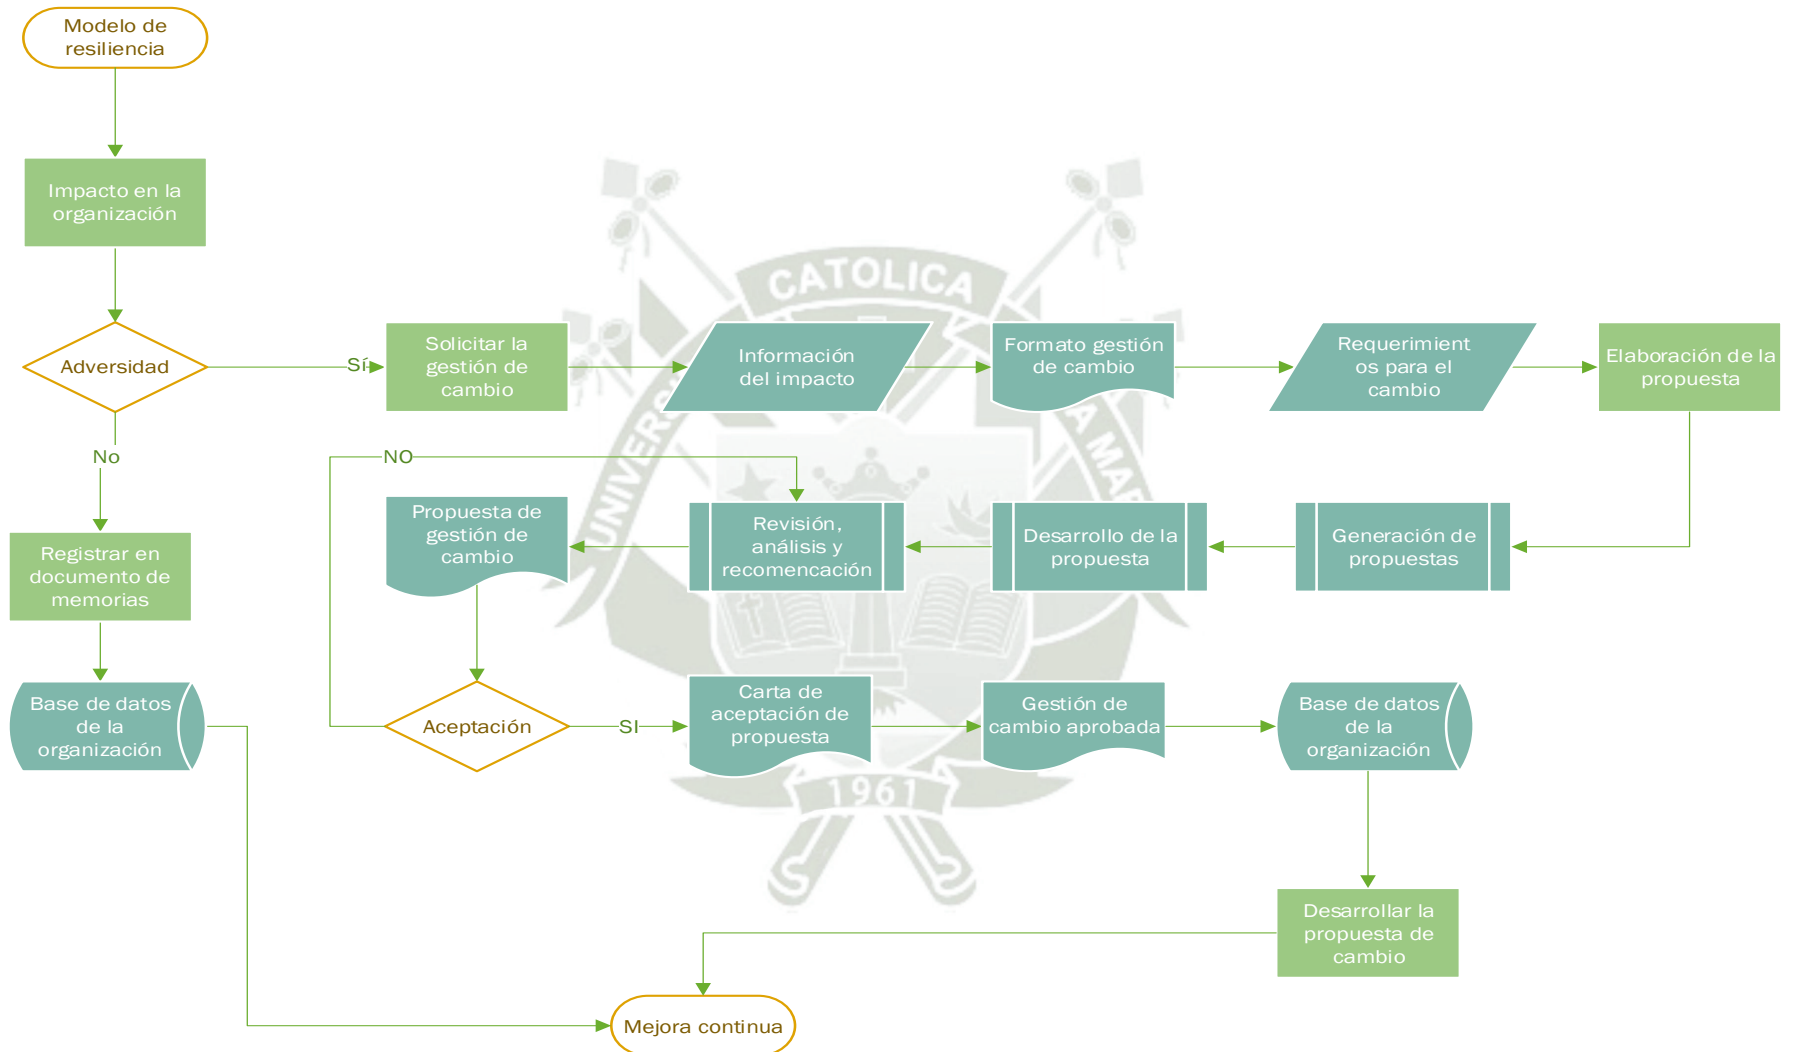 Modelo de
resiliencia
Impacto en la
organización
Adversidad
Sí
Solicitar la
gestión de
cambio
Información
del impacto
Formato gestión
de cambio
Requerimient
os para el
cambio
Elaboración de la
propuesta
No
NO
Propuesta de
gestión de
cambio
Revisión,
análisis y
recomencación
Desarrollo de la
propuesta
Generación de
propuestas
Registrar en
documento de
memorias
Base de datos
de la
organización
Aceptación
SI
Carta de
aceptación de
propuesta
Gestión de
cambio aprobada
Base de datos
de la
organización
Desarrollar la
propuesta de
cambio
Mejora continua
CATOLICA
1961